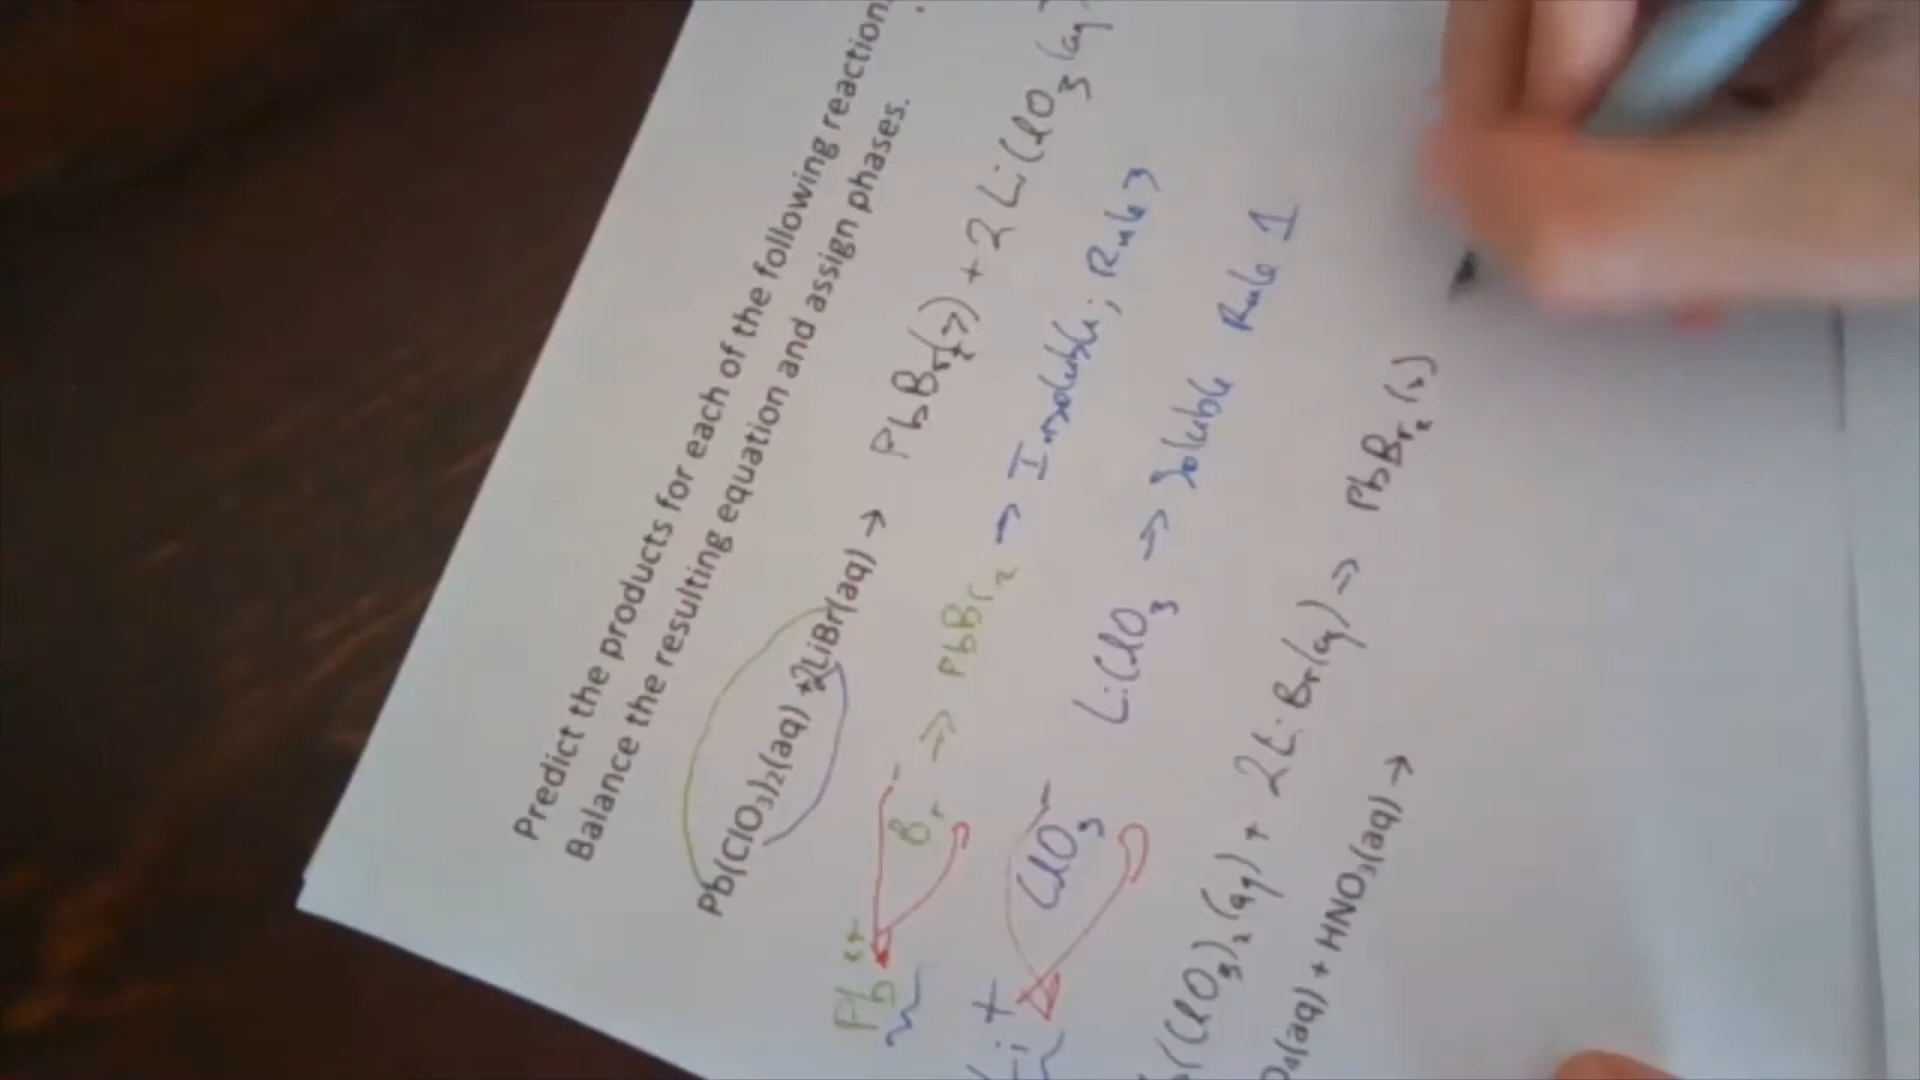 Predict the products for each of the following reaction
Balance the resulting equation and assign phases.
Pb(ClO3)2(aq) + 2LiBr(aq) → PbBr2(s) + 2LiClO3(aq)
Pb2+ Br- → PbBr2 → Insoluble; Rule 3
Li+ ClO3- LiClO3 → Soluble Rule 1
(ClO3)2(aq) + 2LiBr(aq) → PbBr2(s)
O4(aq) + HNO3(aq) →